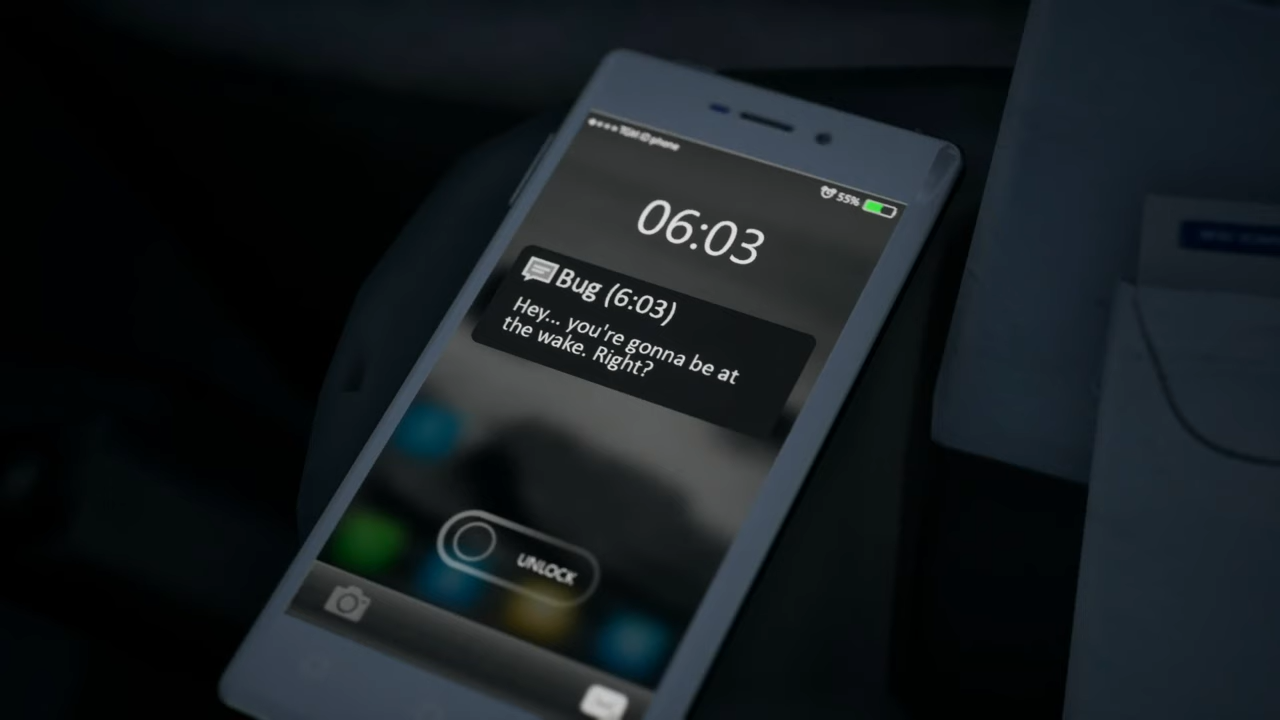 55%
06:03
Bug (6:03)
Hey... you're gonna be at
the wake. Right?
UNLOCK